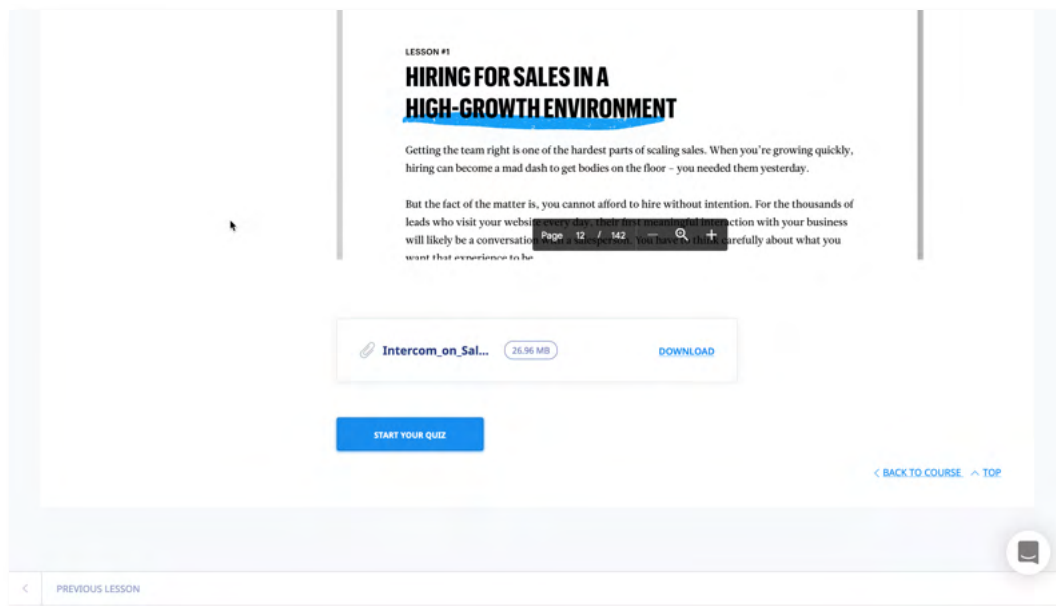 LESSON #1
HIRING FOR SALES IN A
HIGH-GROWTH ENVIRONMENT
Getting the team right is one of the hardest parts of scaling sales. When you're growing quickly,
hiring can become a mad dash to get bodies on the floor – you needed them yesterday.
But the fact of the matter is, you cannot afford to hire without intention. For the thousands of
leads who visit your website every day, their first meaningful interaction with your business
will likely be a conversation with a salesperson. You have to think carefully about what you
want that experience to be
Page 12 / 142
Intercom_on_Sal... 26.96 MB DOWNLOAD
START YOUR QUIZ
BACK TO COURSE TOP
PREVIOUS LESSON